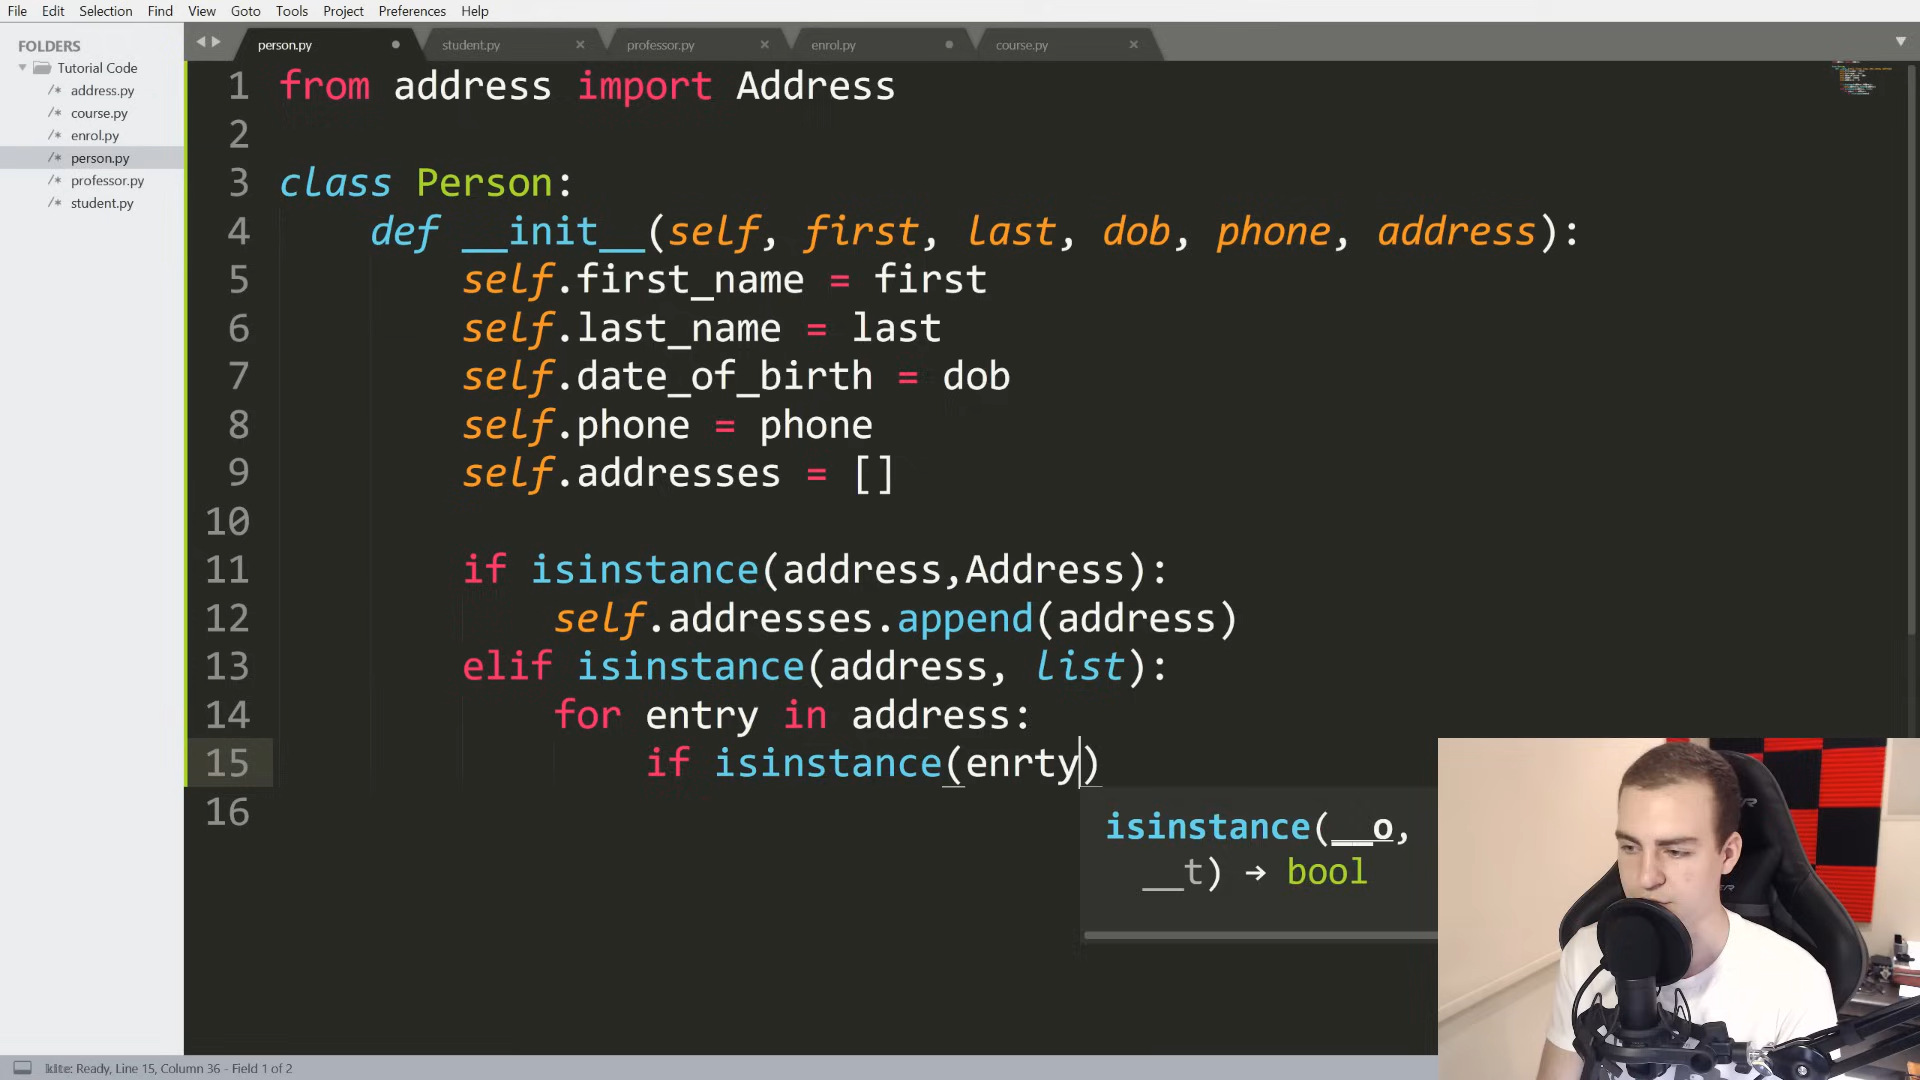 File Edit Selection Find View Goto Tools Project Preferences Help
FOLDERS
Tutorial Code
/* address.py
/* course.py
/* enrol.py
/* person.py
/* professor.py
/* student.py
person.py student.py professor.py enrol.py course.py
1 from address import Address
2
3 class Person:
4 def __init__(self, first, last, dob, phone, address):
5 self.first_name = first
6 self.last_name = last
7 self.date_of_birth = dob
8 self.phone = phone
9 self.addresses = []
10
11 if isinstance(address,Address):
12 self.addresses.append(address)
13 elif isinstance(address, list):
14 for entry in address:
15 if isinstance(enrty)
16
isinstance(__o,
__t) → bool
kite: Ready, Line 15, Column 36 - Field 1 of 2